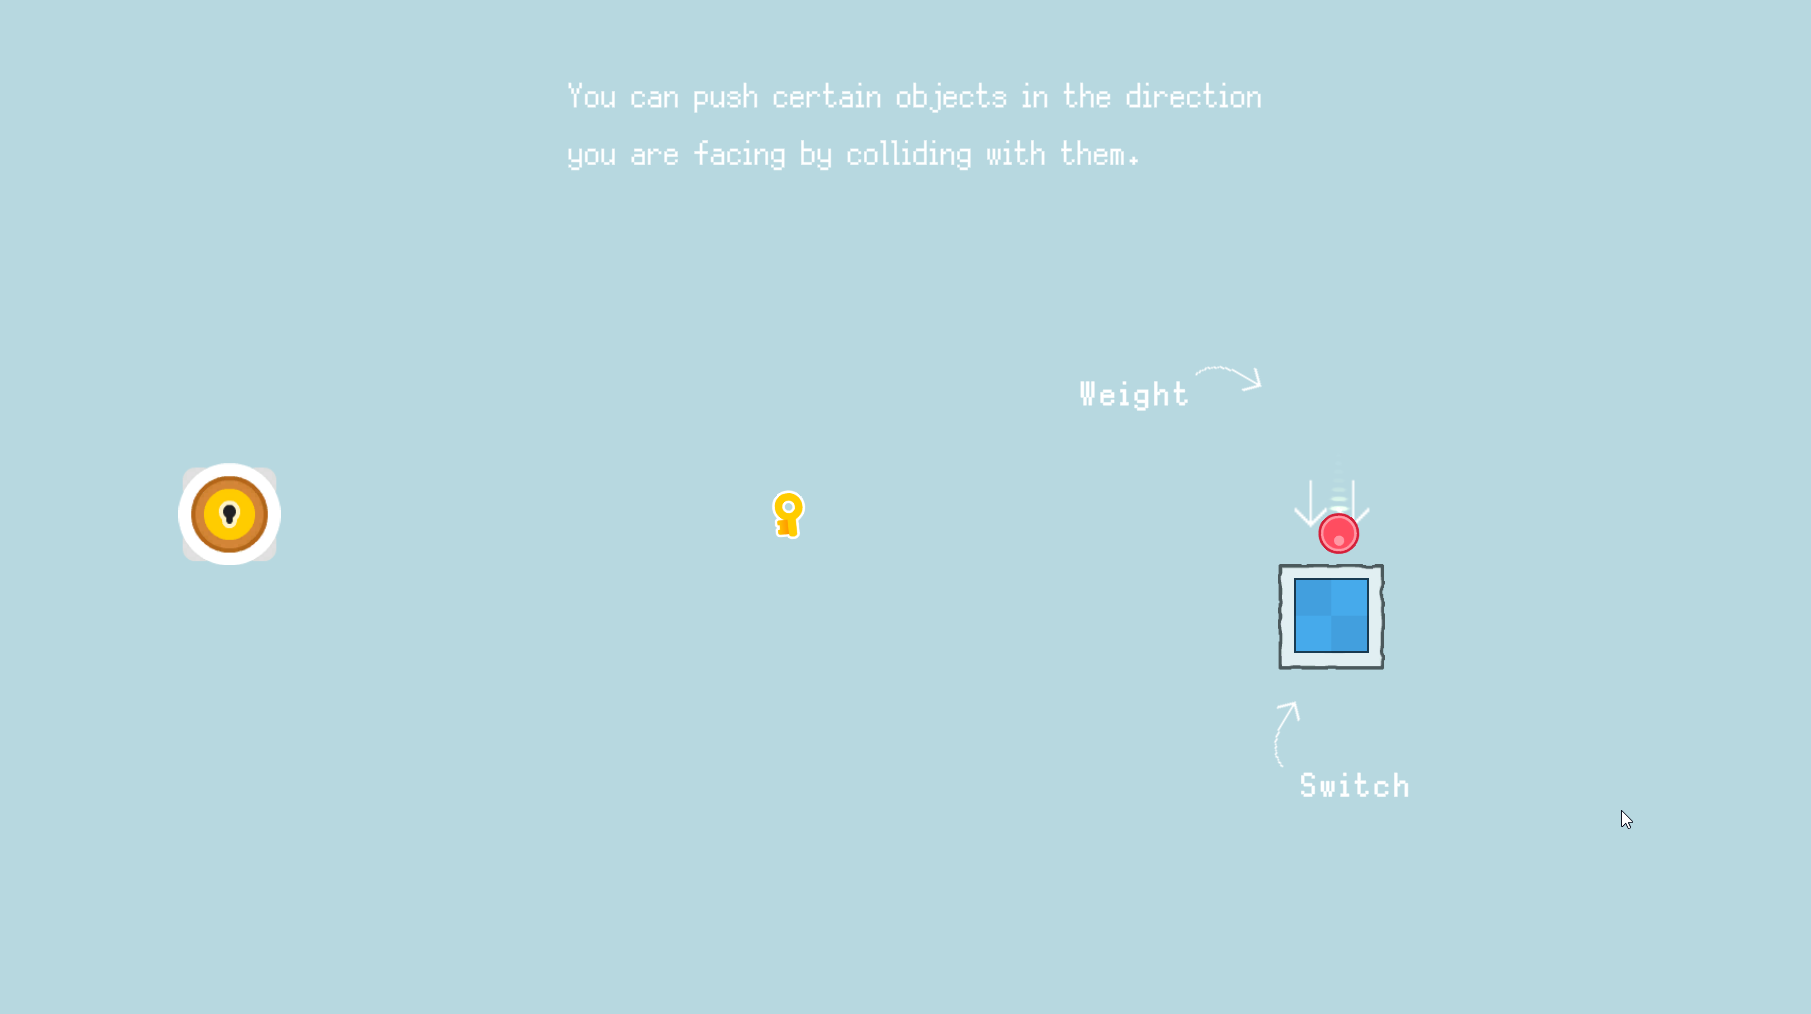 You can push certain objects in the direction
you are facing by colliding with them.
Weight
Switch